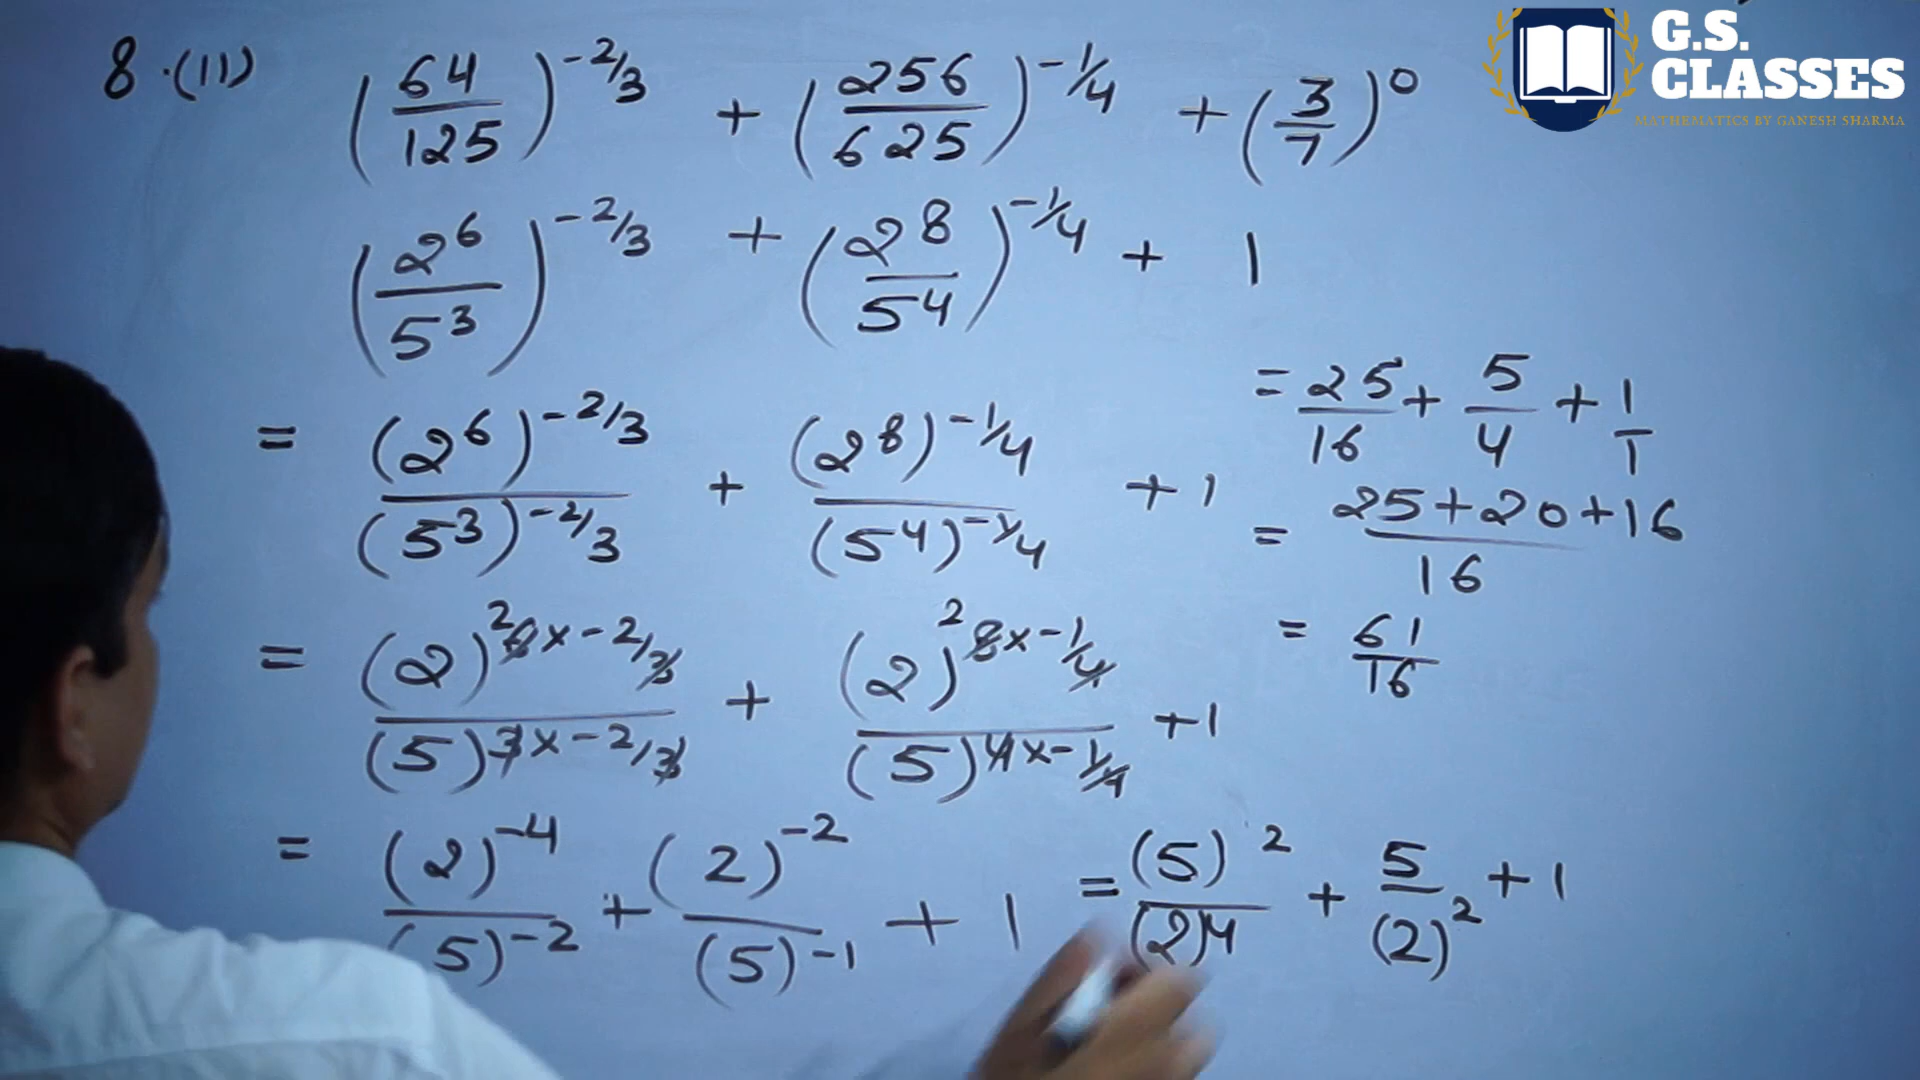 G.S.
CLASSES
MATHEMATICS BY GANESH SHARMA
8.(11) (64/125)^-2/3 + (256/625)^-1/4 + (3/7)^0
(2^6/5^3)^-2/3 + (2^8/5^4)^-1/4 + 1
= (2^6)^-2/3/(5^3)^-2/3 + (2^8)^-1/4/(5^4)^-1/4 + 1
= (2)^2 6x-2/3/(5)^3x-2/3 + (2)^2 8x-1/4/(5)^4x-1/4 + 1
= (2)^-4/(5)^-2 + (2)^-2/(5)^-1 + 1
= (5)^2/(2)^4 + 5/(2)^2 + 1
= 25/16 + 5/4 + 1/1
= 25+20+16/16
= 61/16